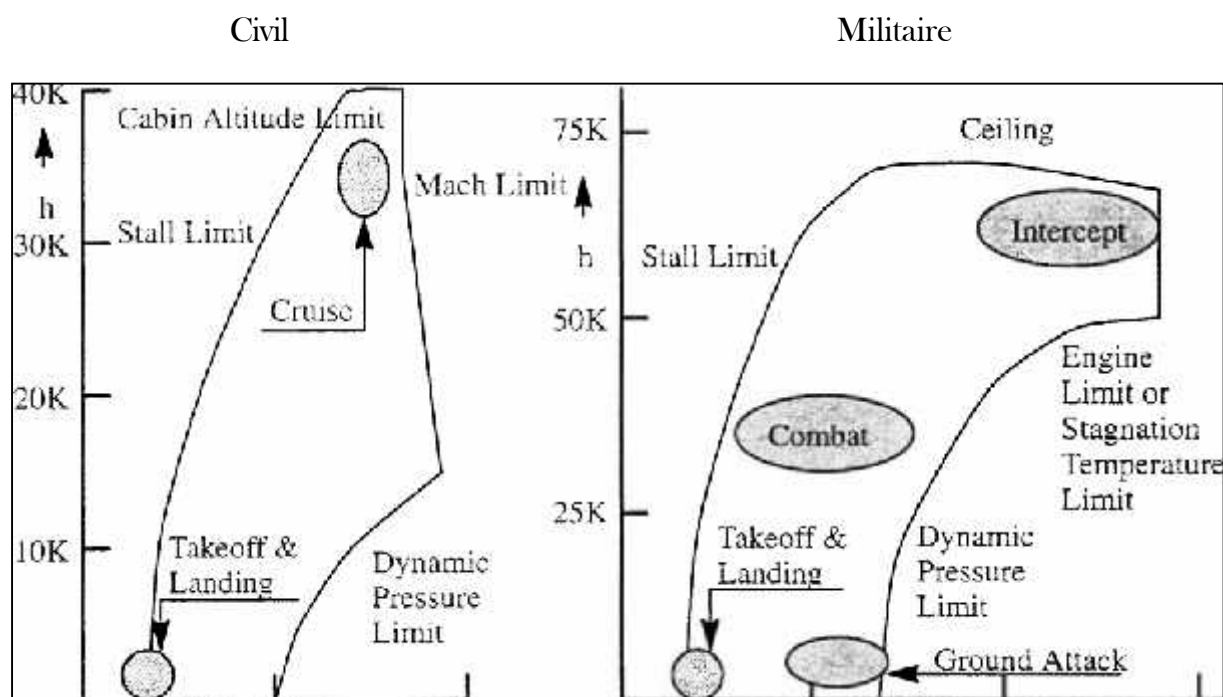 Civil
Militaire
40K
Cabin Altitude Limit
h
Mach Limit
30K
Stall Limit
Cruise
20K
10K
Takeoff &
Landing
Dynamic
Pressure
Limit
75K
Ceiling
h
Intercept
Stall Limit
50K
Engine
Limit or
Stagnation
Temperature
Limit
Combat
25K
Takeoff &
Landing
Dynamic
Pressure
Limit
Ground Attack